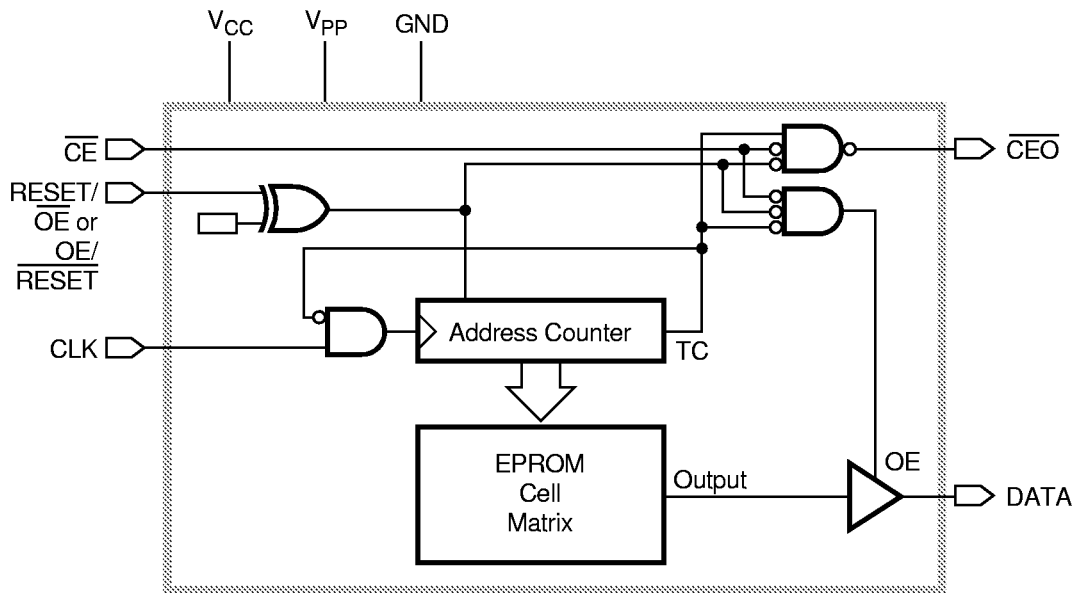 VCC
VPP
GND
CE
CEO
RESET/
OE or
OE/
RESET
CLK
Address Counter
TC
EPROM
Cell
Matrix
Output
OE
DATA